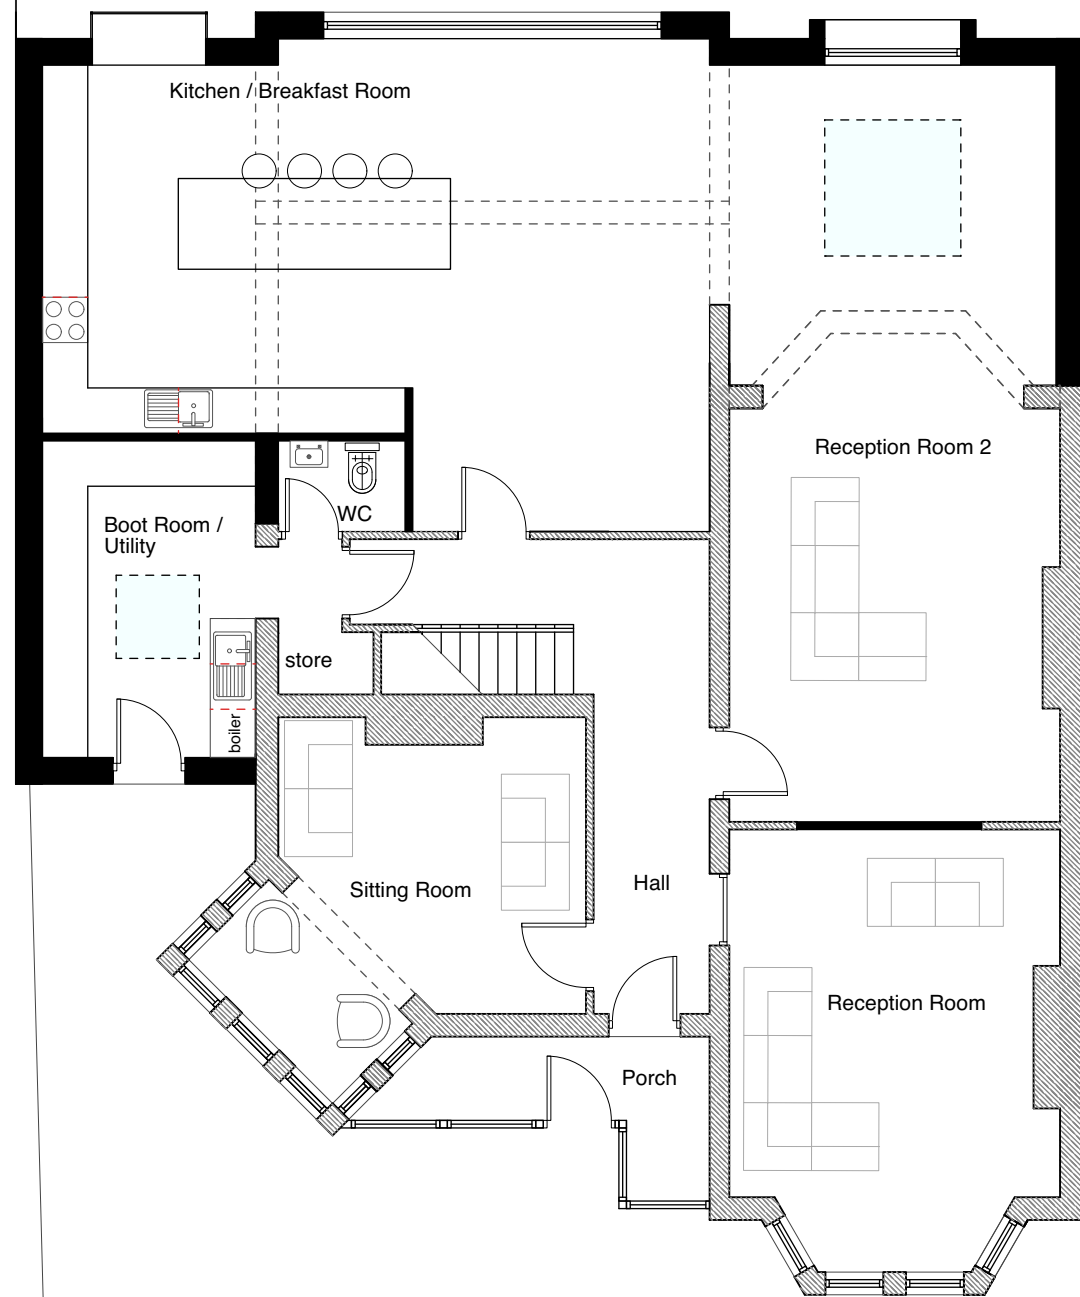 Kitchen / Breakfast Room
Reception Room 2
WC
Boot Room /
Utility
store
boiler
Hall
Sitting Room
Reception Room
Porch